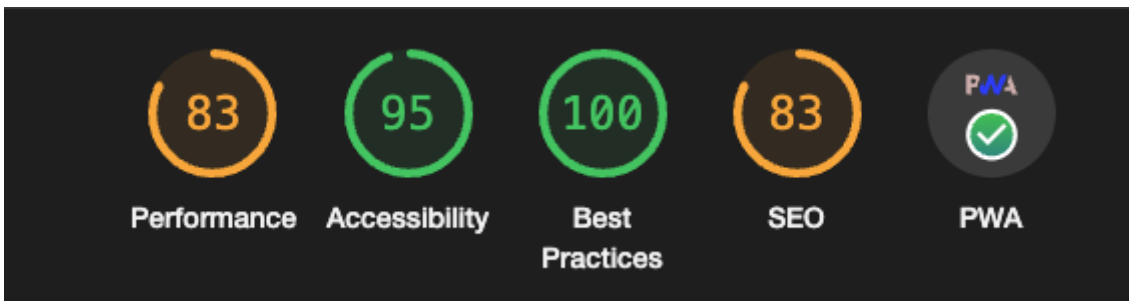 83
95
100
83
PWA
Performance
Accessibility
Best
Practices
SEO
PWA